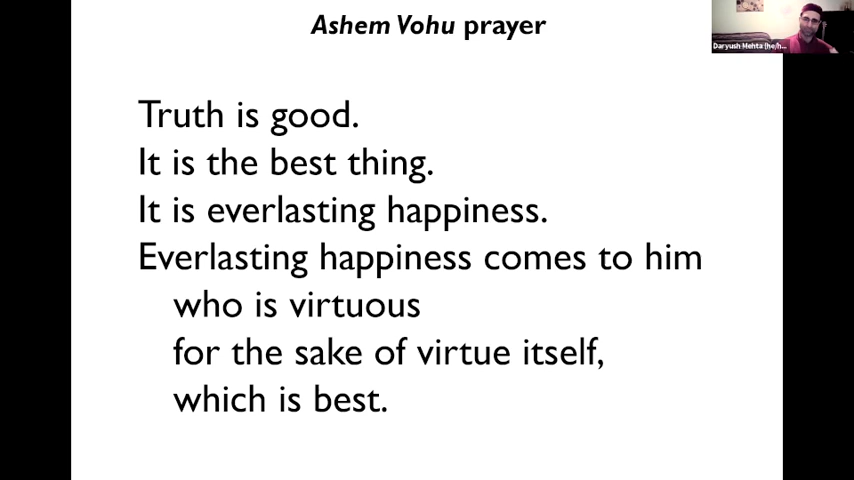 Ashem Vohu prayer
Daryush Mehta (he/h...
Truth is good.
It is the best thing.
It is everlasting happiness.
Everlasting happiness comes to him
who is virtuous
for the sake of virtue itself,
which is best.